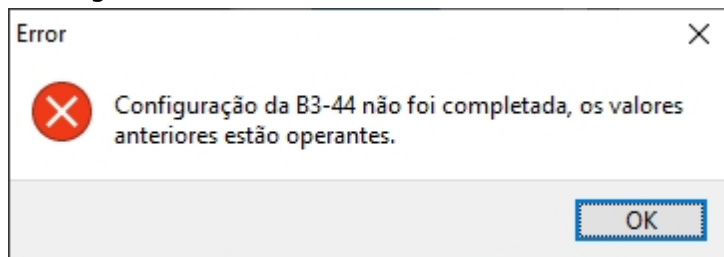 Error
Configuração da B3-44 não foi completada, os valores
anteriores estão operantes.
OK